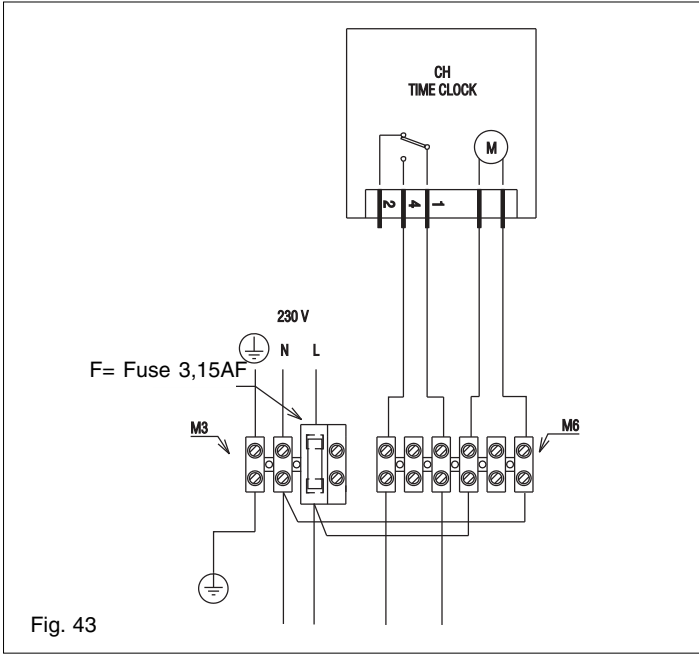 CH
TIME CLOCK
M
2 4 1
230 V
N L
F= Fuse 3,15AF
M3
M6
Fig. 43